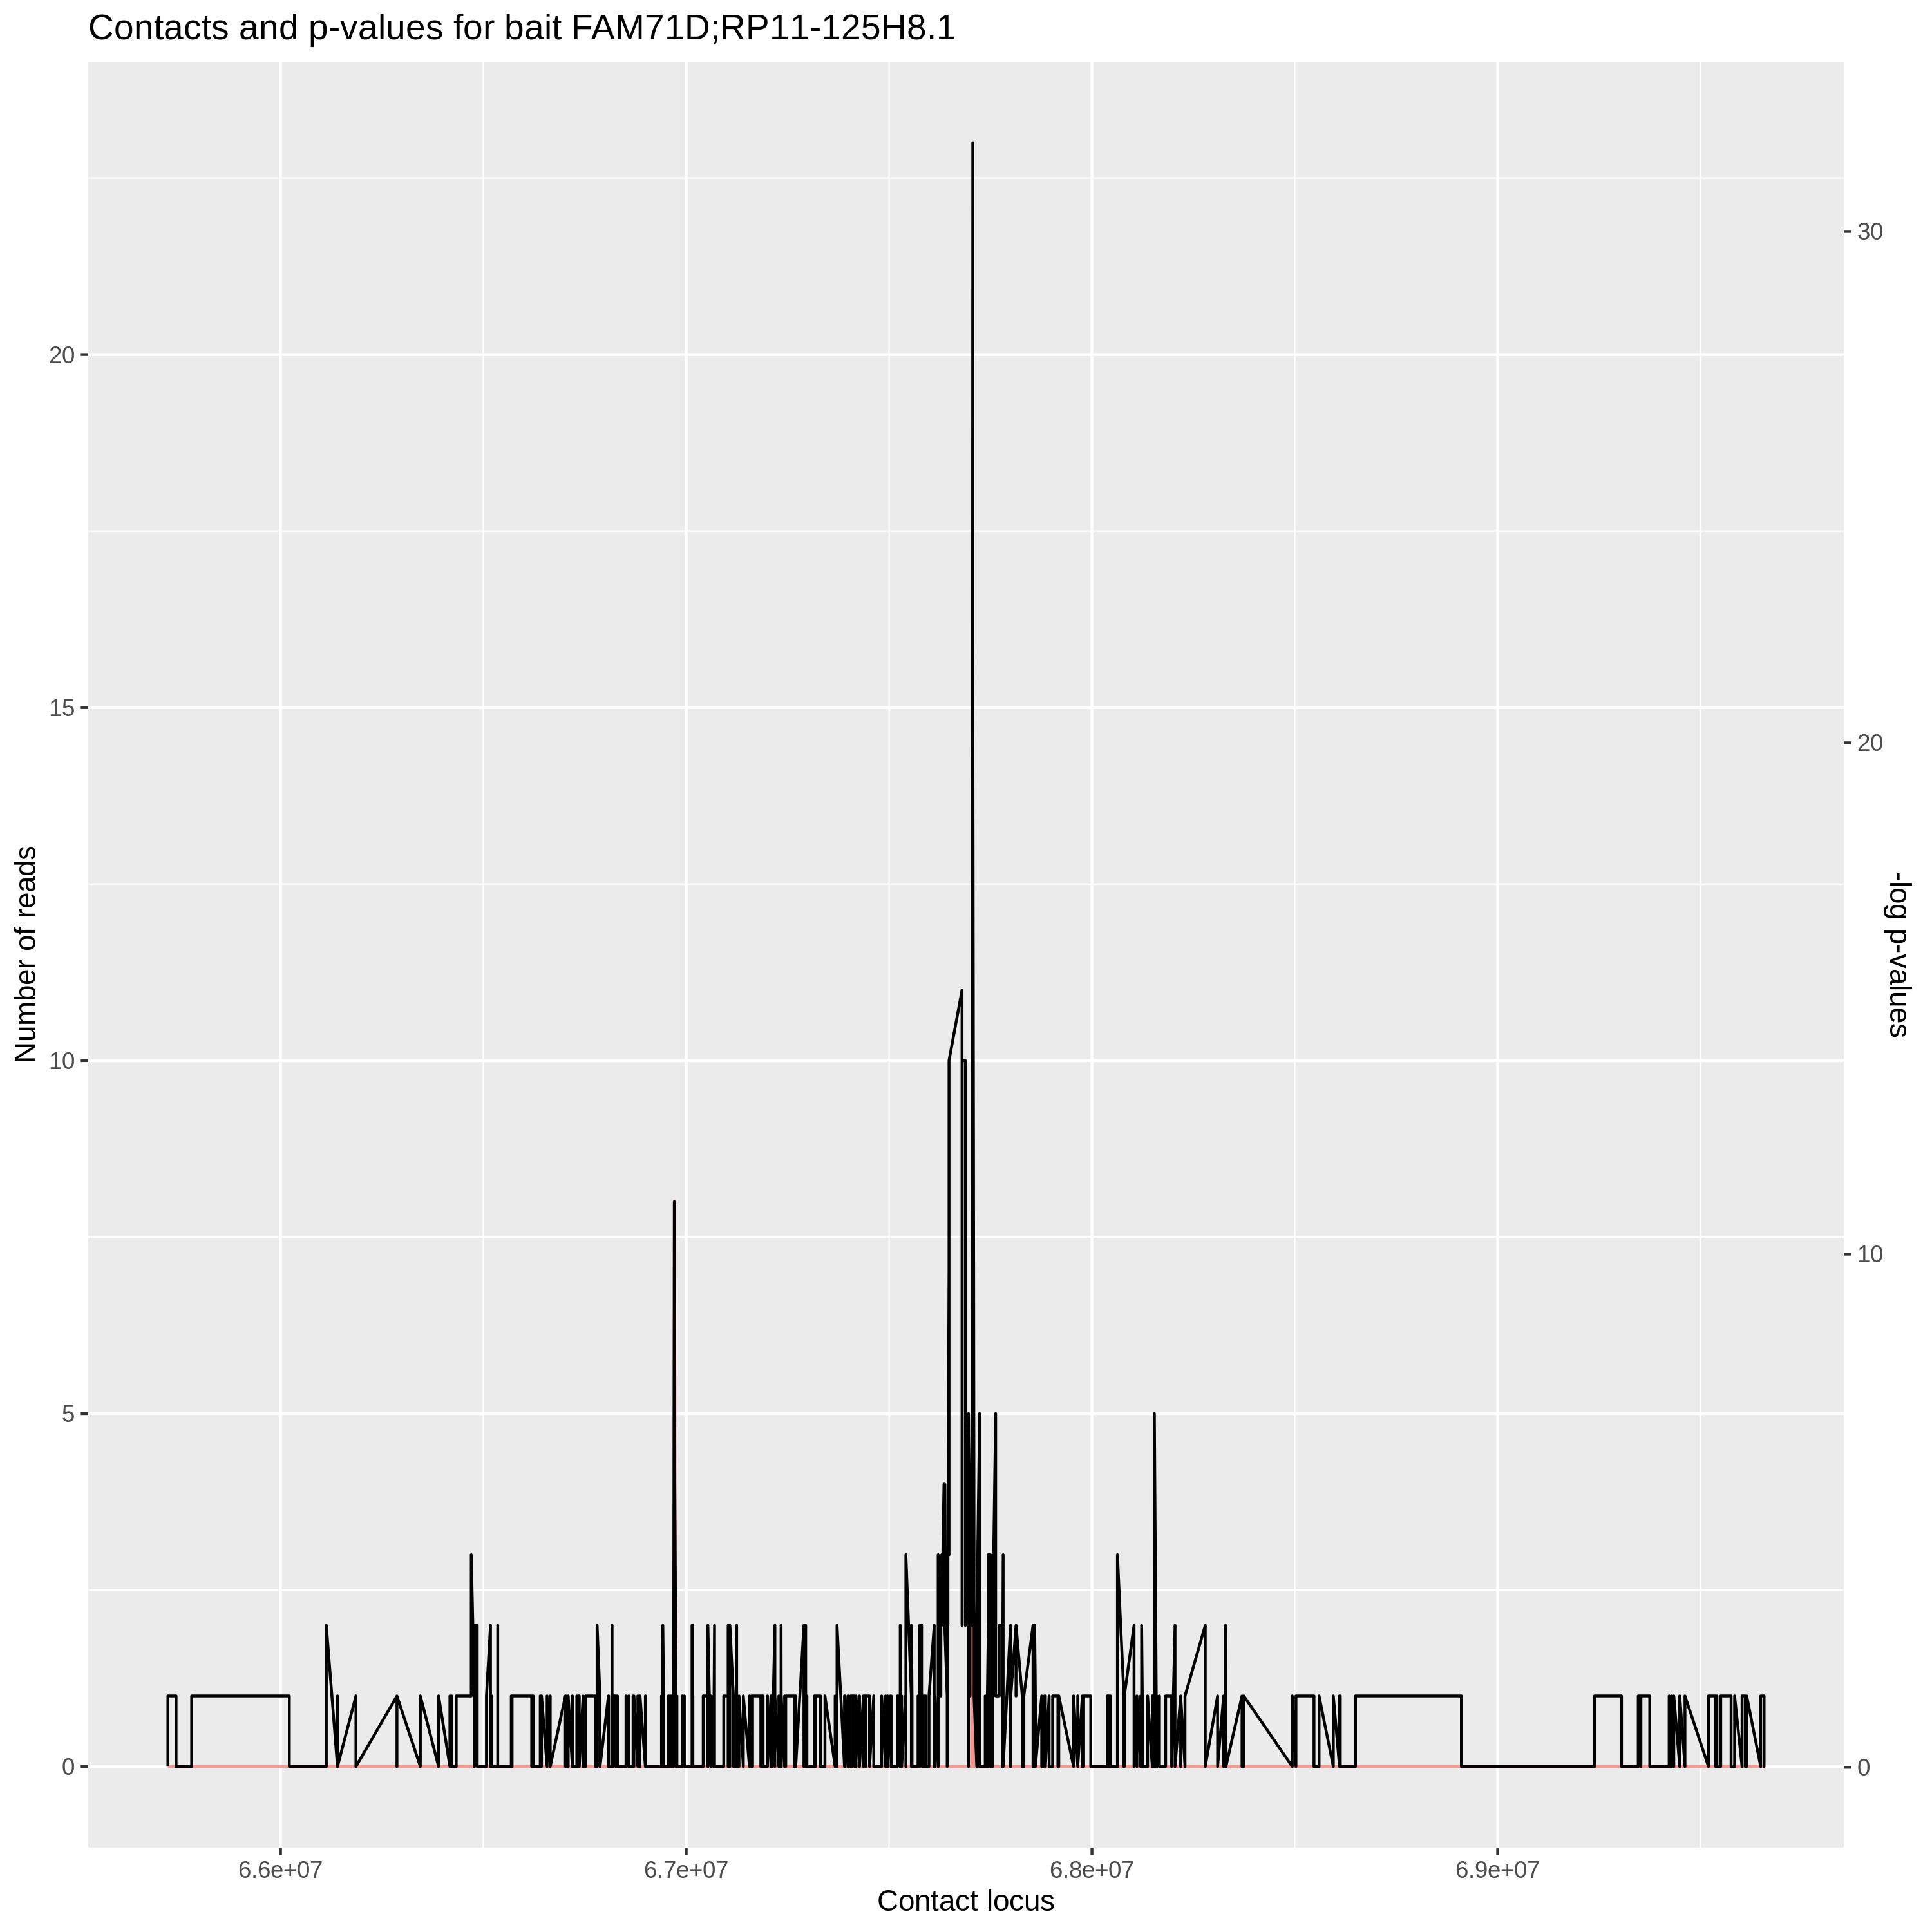 Contacts and p-values for bait FAM71D;RP11-125H8.1
Number of reads
20
15
10
5
0
30
20
10
0
-log p-values
6.6e+07
6.7e+07
6.8e+07
6.9e+07
Contact locus